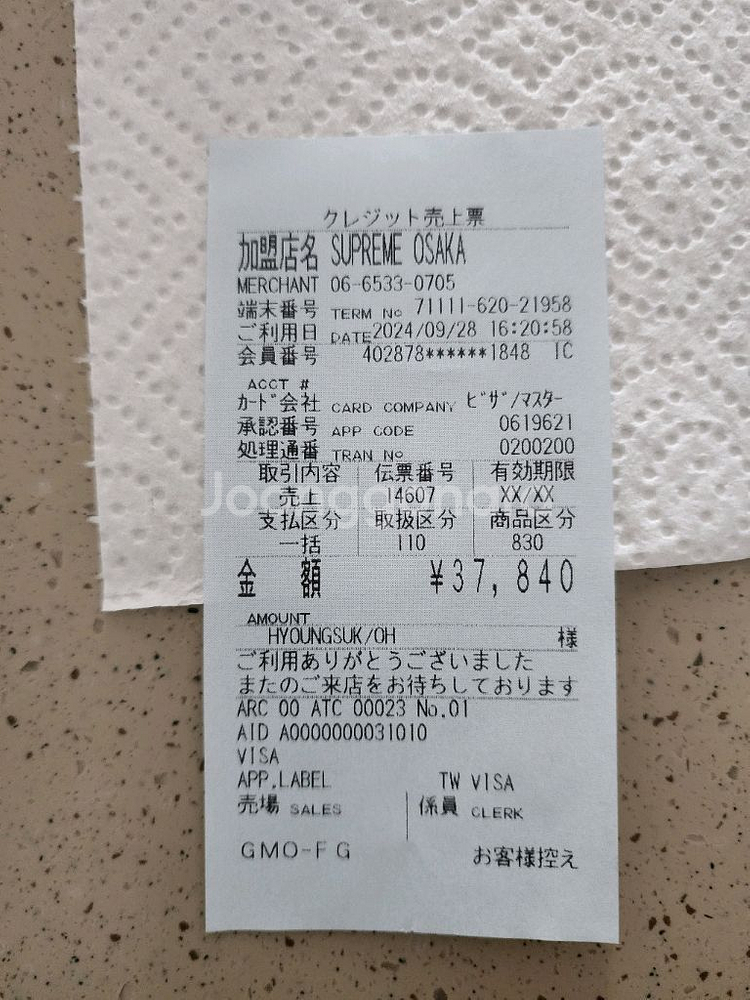 クレジット売上票
加盟店名 SUPREME OSAKA
MERCHANT 06-6533-0705
端末番号 TERM No 71111-620-21958
ご利用日 DATE 2024/09/28 16:20:58
会員番号 402878******1848 IC
ACCT #
カード会社 CARD COMPANY ビザ/マスター
承認番号 APP CODE 0619621
処理通番 TRAN No 0200200
取引内容 伝票番号 有効期限
売上 14607 XX/XX
支払区分 取扱区分 商品区分
一括 110 830
金 額 ¥37,840
AMOUNT
HYOUNGSUK/OH 様
ご利用ありがとうございました
またのご来店をお待ちしております
ARC 00 ATC 00023 No.01
AID A0000000031010
VISA
APP.LABEL TW VISA
売場 SALES 係員 CLERK
GMO-FG お客様控え